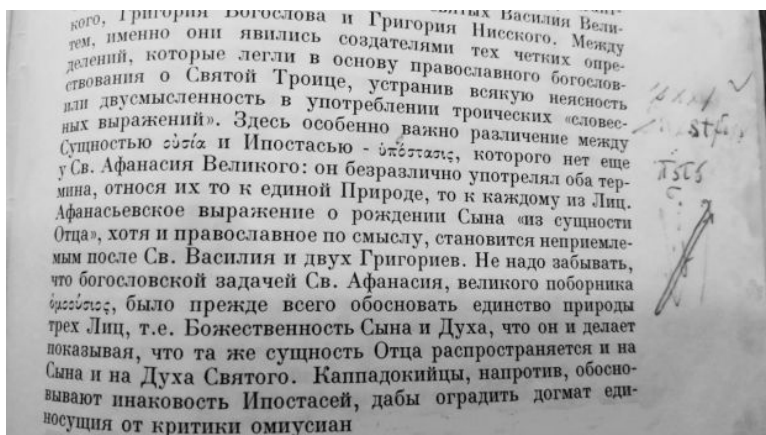 кого, Григория Богослова и Григория Нисского. Между
тем, именно они явились создателями тех четких опре-
делений, которые легли в основу православного богослов-
ствования о Святой Троице, устранив всякую неясность
или двусмысленность в употреблении троических «словес-
ных выражений». Здесь особенно важно различение между
Сущностью οὐσία и Ипостасью - ὑπόστασις, которого нет еще
у Св. Афанасия Великого: он безразлично употрелял оба тер-
мина, относя их то к единой Природе, то к каждому из Лиц.
Афанасьевское выражение о рождении Сына «из сущности
Отца», хотя и православное по смыслу, становится неприемле-
мым после Св. Василия и двух Григориев. Не надо забывать,
что богословской задачей Св. Афанасия, великого поборника
ὁμοούσιος, было прежде всего обосновать единство природы
трех Лиц, т.е. Божественность Сына и Духа, что он и делает
показывая, что та же сущность Отца распространяется и на
Сына и на Духа Святого. Каппадокийцы, напротив, обосно-
вывают инаковость Ипостасей, дабы оградить догмат еди-
носущия от критики омиусиан